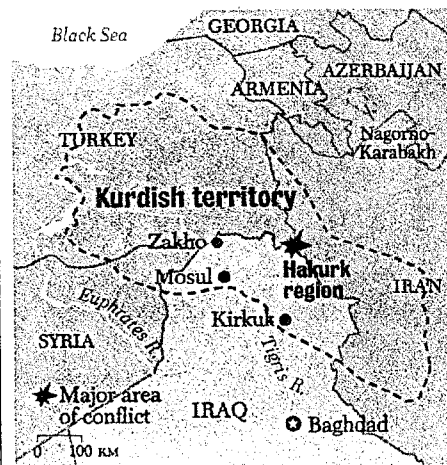 Black Sea
GEORGIA
AZERBAIJAN
ARMENIA
TURKEY
Nagorno-
Karabakh
Kurdish territory
Zakho
Hakurk
region
Mosul
IRAN
Euphrates R.
Kirkuk
SYRIA
Tigris R.
Major area
of conflict
IRAQ
Baghdad
0 100 KM